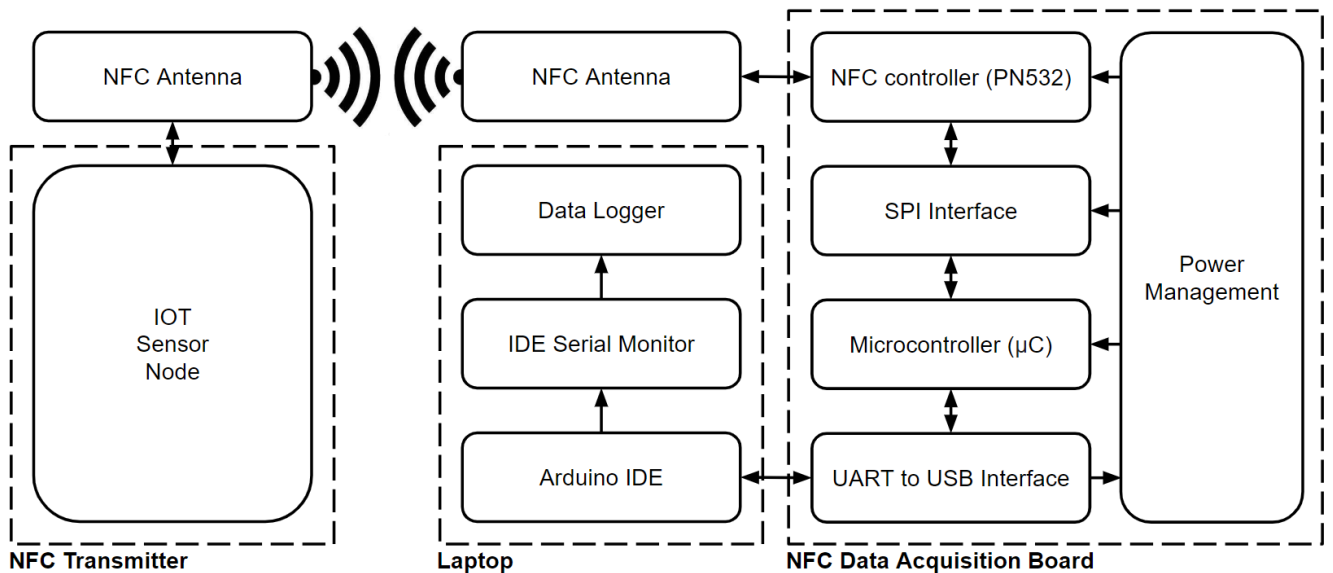 NFC Antenna
NFC Antenna
NFC controller (PN532)
Data Logger
SPI Interface
IOT
Sensor
Node
IDE Serial Monitor
Microcontroller (µC)
Power
Management
Arduino IDE
UART to USB Interface
NFC Transmitter
Laptop
NFC Data Acquisition Board